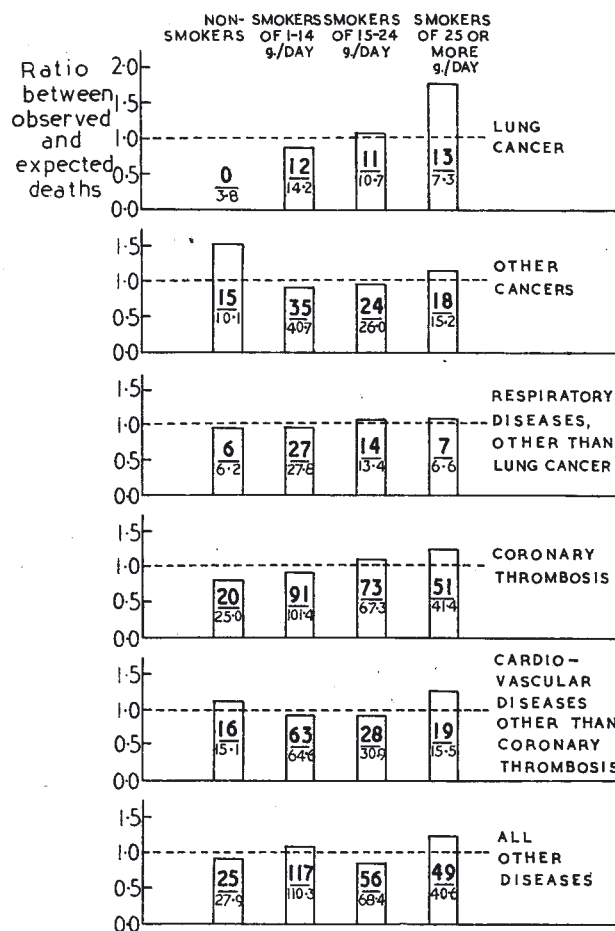 NON-SMOKERS
SMOKERS OF 1-14 g./DAY
SMOKERS OF 15-24 g./DAY
SMOKERS OF 25 OR MORE g./DAY
Ratio
between
observed
and
expected
deaths
2·0
1·5
1·0
0·5
0·0
0
3·8
12
14·2
11
10·7
13
7·3
LUNG
CANCER
1·5
1·0
0·5
0·0
15
10·1
35
40·7
24
26·0
18
15·2
OTHER
CANCERS
1·5
1·0
0·5
0·0
6
6·2
27
27·8
14
13·4
7
6·6
RESPIRATORY
DISEASES,
OTHER THAN
LUNG CANCER
1·5
1·0
0·5
0·0
20
25·0
91
101·4
73
67·3
51
41·4
CORONARY
THROMBOSIS
1·5
1·0
0·5
0·0
16
15·1
63
64·6
28
30·9
19
15·5
CARDIO-
VASCULAR
DISEASES
OTHER THAN
CORONARY
THROMBOSIS
1·5
1·0
0·5
0·0
25
27·9
117
110·3
56
68·4
49
40·6
ALL
OTHER
DISEASES